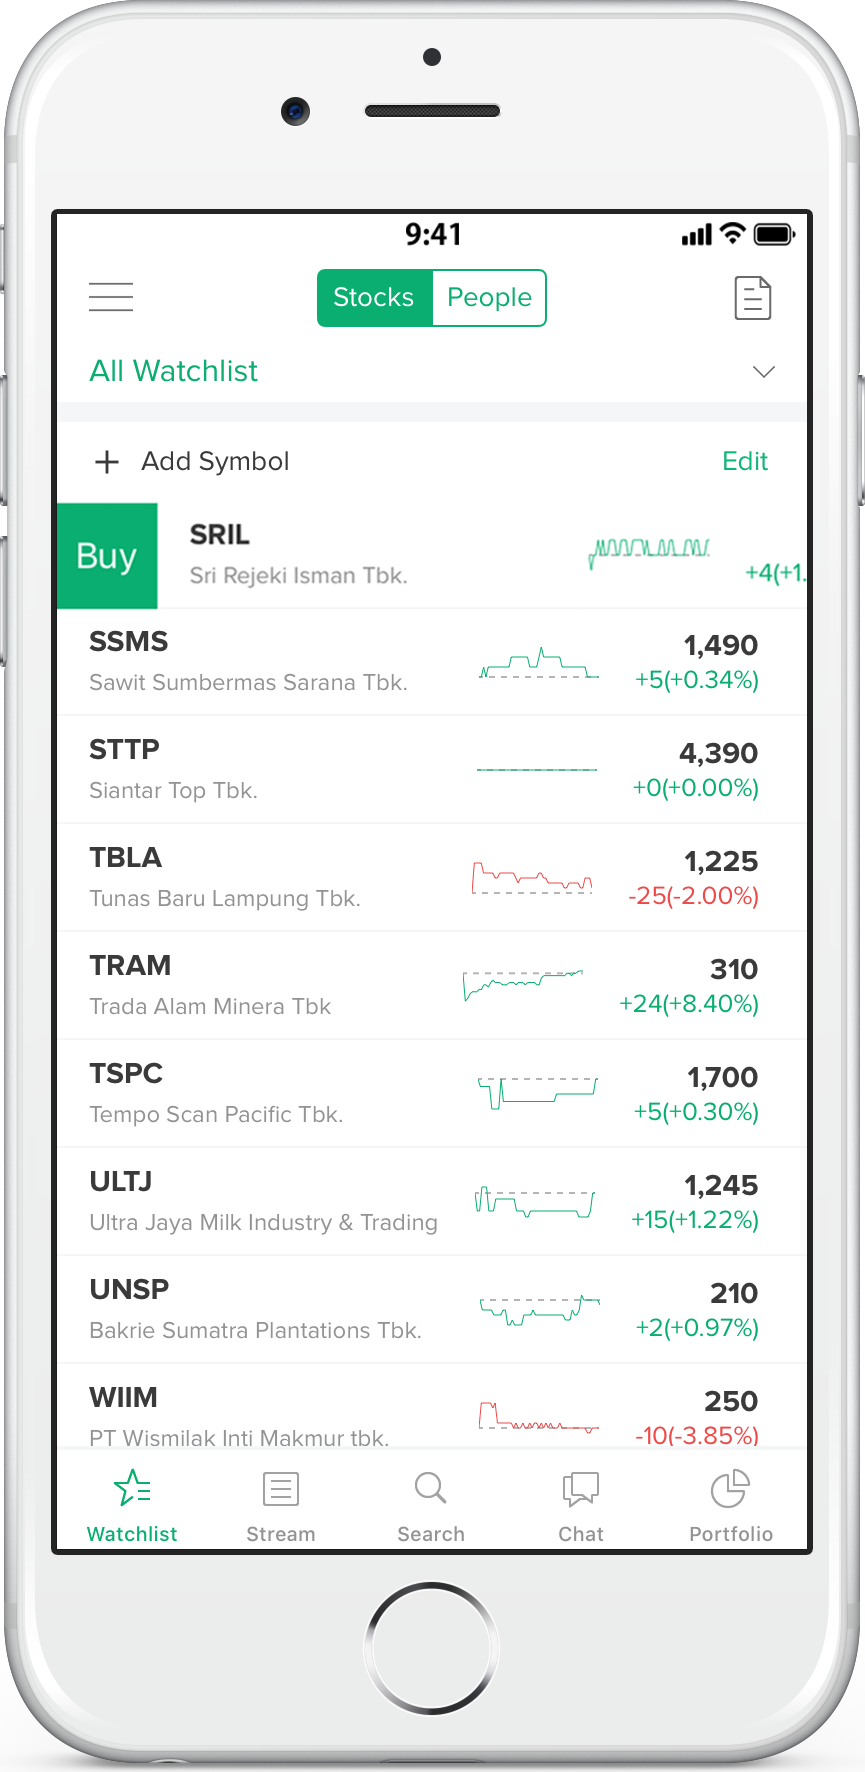 9:41
Stocks People
All Watchlist
+ Add Symbol Edit
Buy
SRIL
Sri Rejeki Isman Tbk.
+4(+1.
SSMS
Sawit Sumbermas Sarana Tbk.
1,490
+5(+0.34%)
STTP
Siantar Top Tbk.
4,390
+0(+0.00%)
TBLA
Tunas Baru Lampung Tbk.
1,225
-25(-2.00%)
TRAM
Trada Alam Minera Tbk
310
+24(+8.40%)
TSPC
Tempo Scan Pacific Tbk.
1,700
+5(+0.30%)
ULTJ
Ultra Jaya Milk Industry & Trading
1,245
+15(+1.22%)
UNSP
Bakrie Sumatra Plantations Tbk.
210
+2(+0.97%)
WIIM
PT Wismilak Inti Makmur tbk.
250
-10(-3.85%)
Watchlist Stream Search Chat Portfolio